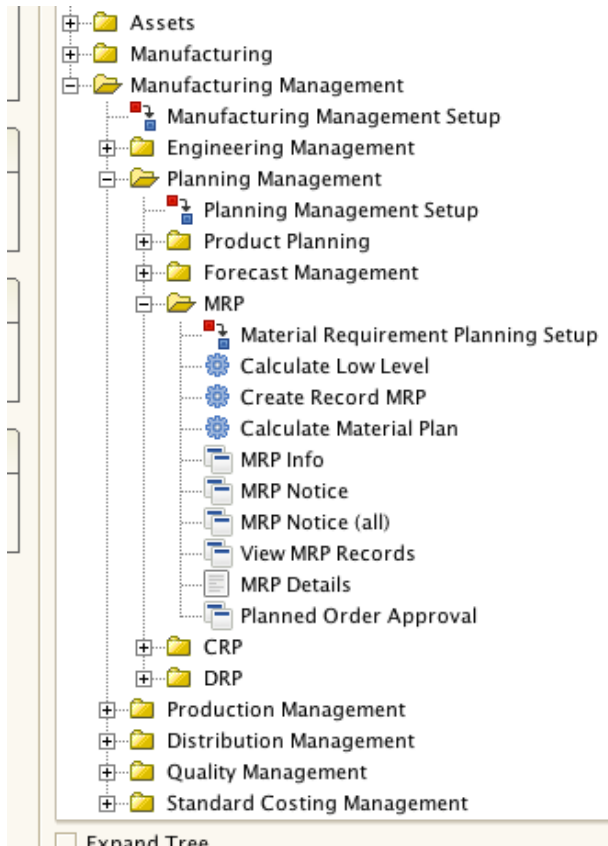 Assets
Manufacturing
Manufacturing Management
Manufacturing Management Setup
Engineering Management
Planning Management
Planning Management Setup
Product Planning
Forecast Management
MRP
Material Requirement Planning Setup
Calculate Low Level
Create Record MRP
Calculate Material Plan
MRP Info
MRP Notice
MRP Notice (all)
View MRP Records
MRP Details
Planned Order Approval
CRP
DRP
Production Management
Distribution Management
Quality Management
Standard Costing Management
Expand Tree